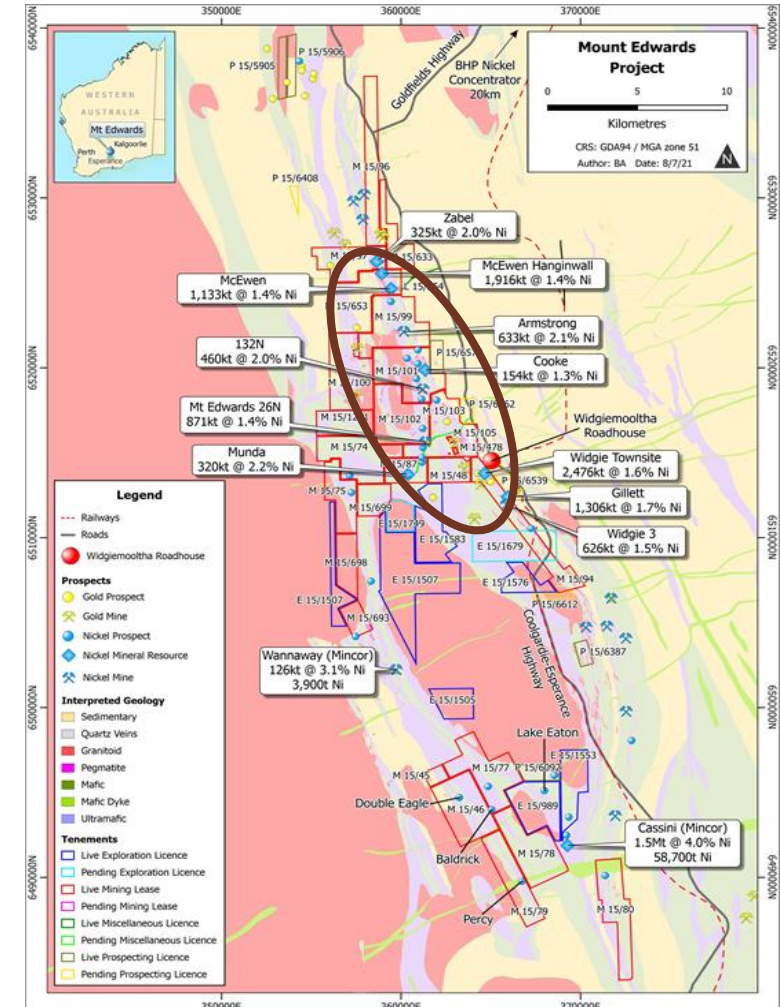 350000E
360000E
370000E
6540000N
6530000N
6520000N
6510000N
6500000N
6490000N
6540000N
6530000N
6520000N
6510000N
6500000N
6490000N
350000E
360000E
370000E
WESTERN
AUSTRALIA
Mt Edwards
Kalgoorlie
Perth
Esperance
Mount Edwards
Project
0 5 10
Kilometres
CRS: GDA94 / MGA zone 51
Author: BA Date: 8/7/21
N
P 15/5906
P 15/5905
Goldfields Highway
BHP Nickel
Concentrator
20km
M 15/96
P 15/6408
Zabel
325kt @ 2.0% Ni
McEwen Hanginwall
1,916kt @ 1.4% Ni
McEwen
1,133kt @ 1.4% Ni
15/653
M 15/99
Armstrong
633kt @ 2.1% Ni
132N
460kt @ 2.0% Ni
M 15/101
Cooke
154kt @ 1.3% Ni
M 15/100
Mt Edwards 26N
871kt @ 1.4% Ni
M 15/102
M 15/103
M 15/105
Widgiemooltha
Roadhouse
M 15/74
15/478
Munda
320kt @ 2.2% Ni
15/87
M 15/48
Widgie Townsite
2,476kt @ 1.6% Ni
15/6539
Gillett
1,306kt @ 1.7% Ni
M 15/75
M 15/699
E 15/1749
E 15/1583
E 15/1679
Widgie 3
626kt @ 1.5% Ni
M 15/698
E 15/1507
E 15/1507
E 15/1576
M 15/94
P 15/6612
M 15/693
P 15/6387
Coolgardie-Esperance
Highway
Wannaway (Mincor)
126kt @ 3.1% Ni
3,900t Ni
E 15/1505
Lake Eaton
E 15/1553
M 15/45
M 15/77
P 15/6092
Double Eagle
M 15/46
E 15/989
Baldrick
M 15/78
Cassini (Mincor)
1.5Mt @ 4.0% Ni
58,700t Ni
Percy
M 15/79
M 15/80
Legend
Railways
Roads
Widgiemooltha Roadhouse
Prospects
Gold Prospect
Gold Mine
Nickel Prospect
Nickel Mineral Resource
Nickel Mine
Interpreted Geology
Sedimentary
Quartz Veins
Granitoid
Pegmatite
Mafic
Mafic Dyke
Ultramafic
Tenements
Live Exploration Licence
Pending Exploration Licence
Live Mining Lease
Pending Mining Lease
Live Miscellaneous Licence
Pending Miscellaneous Licence
Live Prospecting Licence
Pending Prospecting Licence